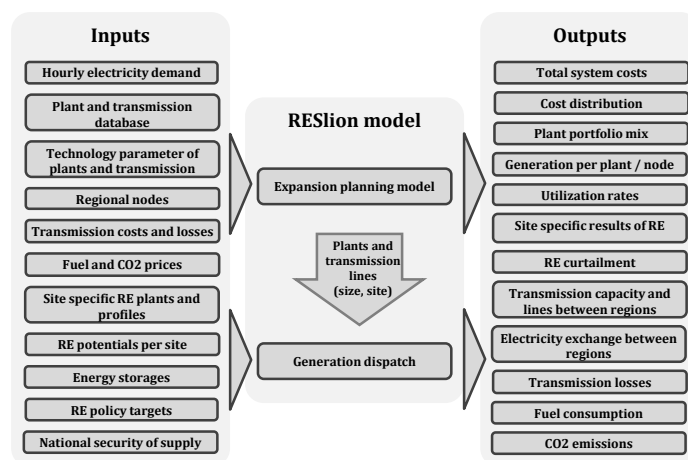 Inputs
Hourly electricity demand
Plant and transmission
database
Technology parameter of
plants and transmission
Regional nodes
Transmission costs and losses
Fuel and CO2 prices
Site specific RE plants and
profiles
RE potentials per site
Energy storages
RE policy targets
National security of supply
RESlion model
Expansion planning model
Plants and
transmission
lines
(size, site)
Generation dispatch
Outputs
Total system costs
Cost distribution
Plant portfolio mix
Generation per plant / node
Utilization rates
Site specific results of RE
RE curtailment
Transmission capacity and
lines between regions
Electricity exchange between
regions
Transmission losses
Fuel consumption
CO2 emissions